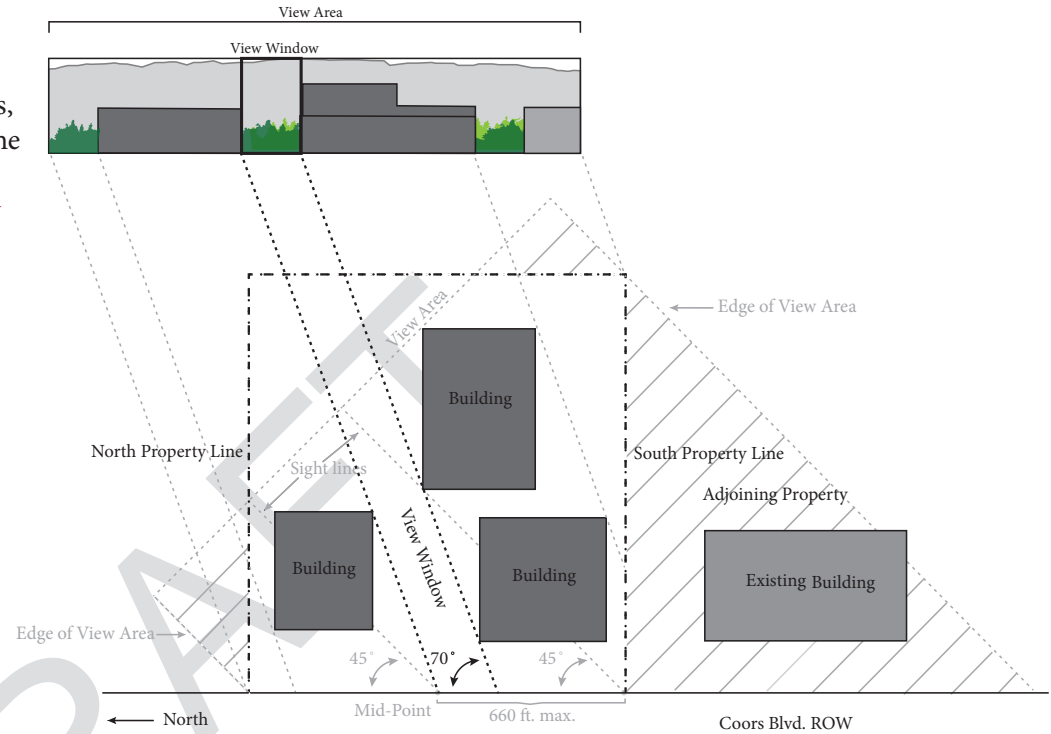 View Area
View Window
s,
ne
View Area
Edge of View Area
Building
North Property Line
South Property Line
Sight lines
Adjoining Property
View Window
Building
Building
Existing Building
Edge of View Area
45°
70°
45°
Mid-Point
660 ft. max.
North
Coors Blvd. ROW
DRAFT